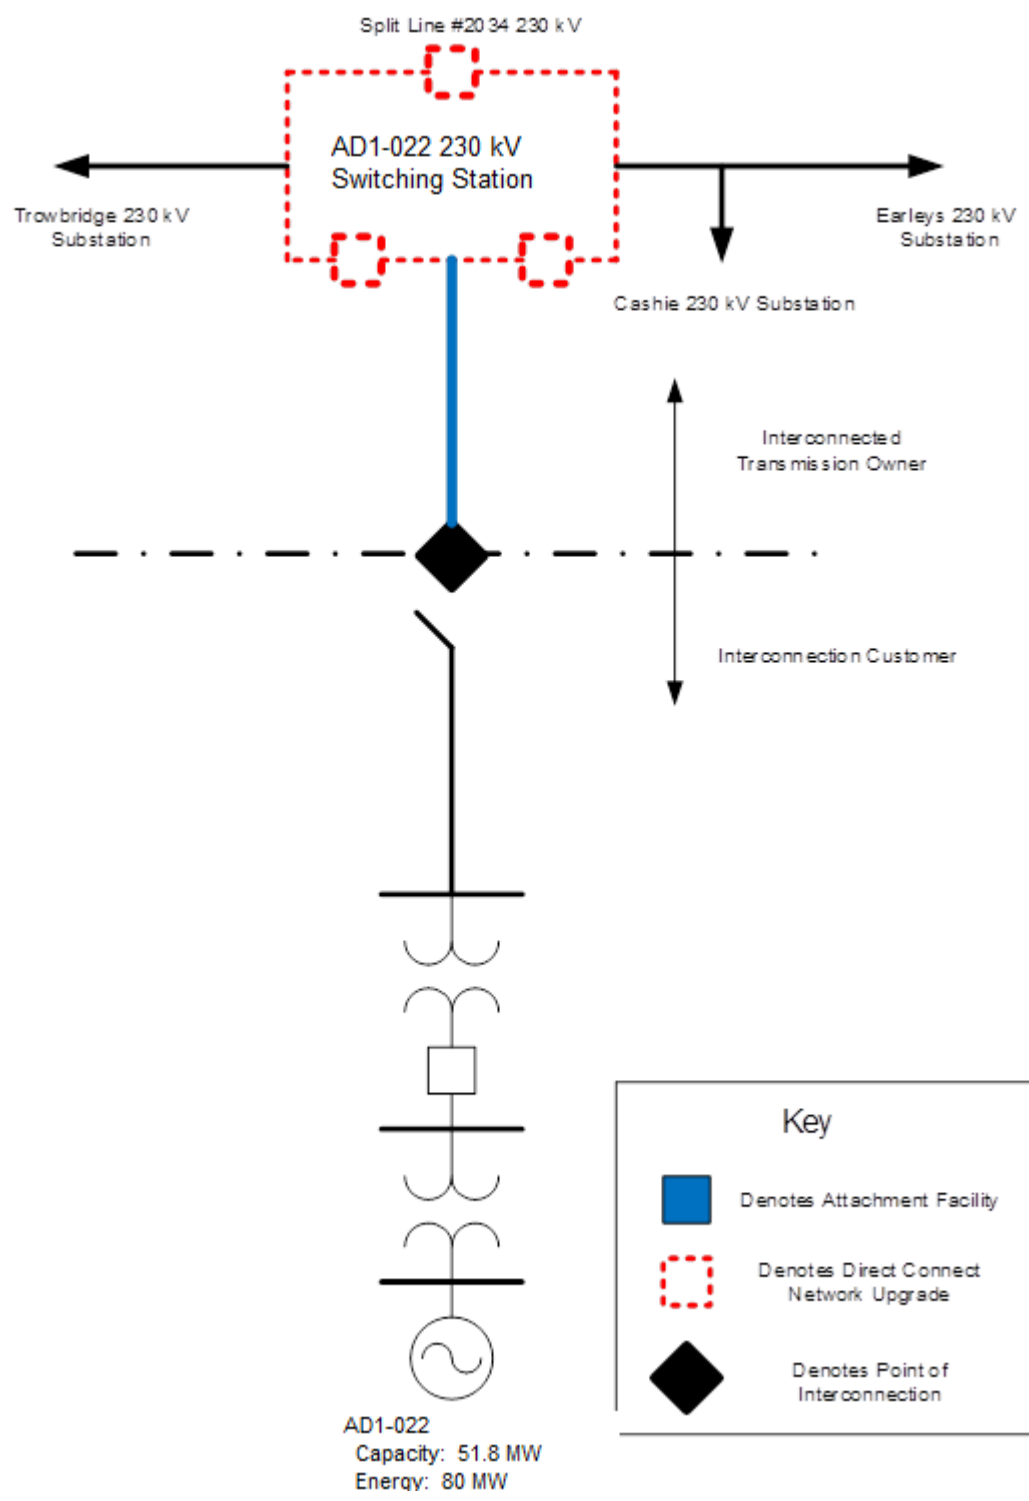 Split Line #2034 230 kV
AD1-022 230 kV
Switching Station
Trowbridge 230 kV
Substation
Earleys 230 kV
Substation
Cashie 230 kV Substation
Interconnected
Transmission Owner
Interconnection Customer
Key
Denotes Attachment Facility
Denotes Direct Connect
Network Upgrade
Denotes Point of
Interconnection
AD1-022
Capacity: 51.8 MW
Energy: 80 MW